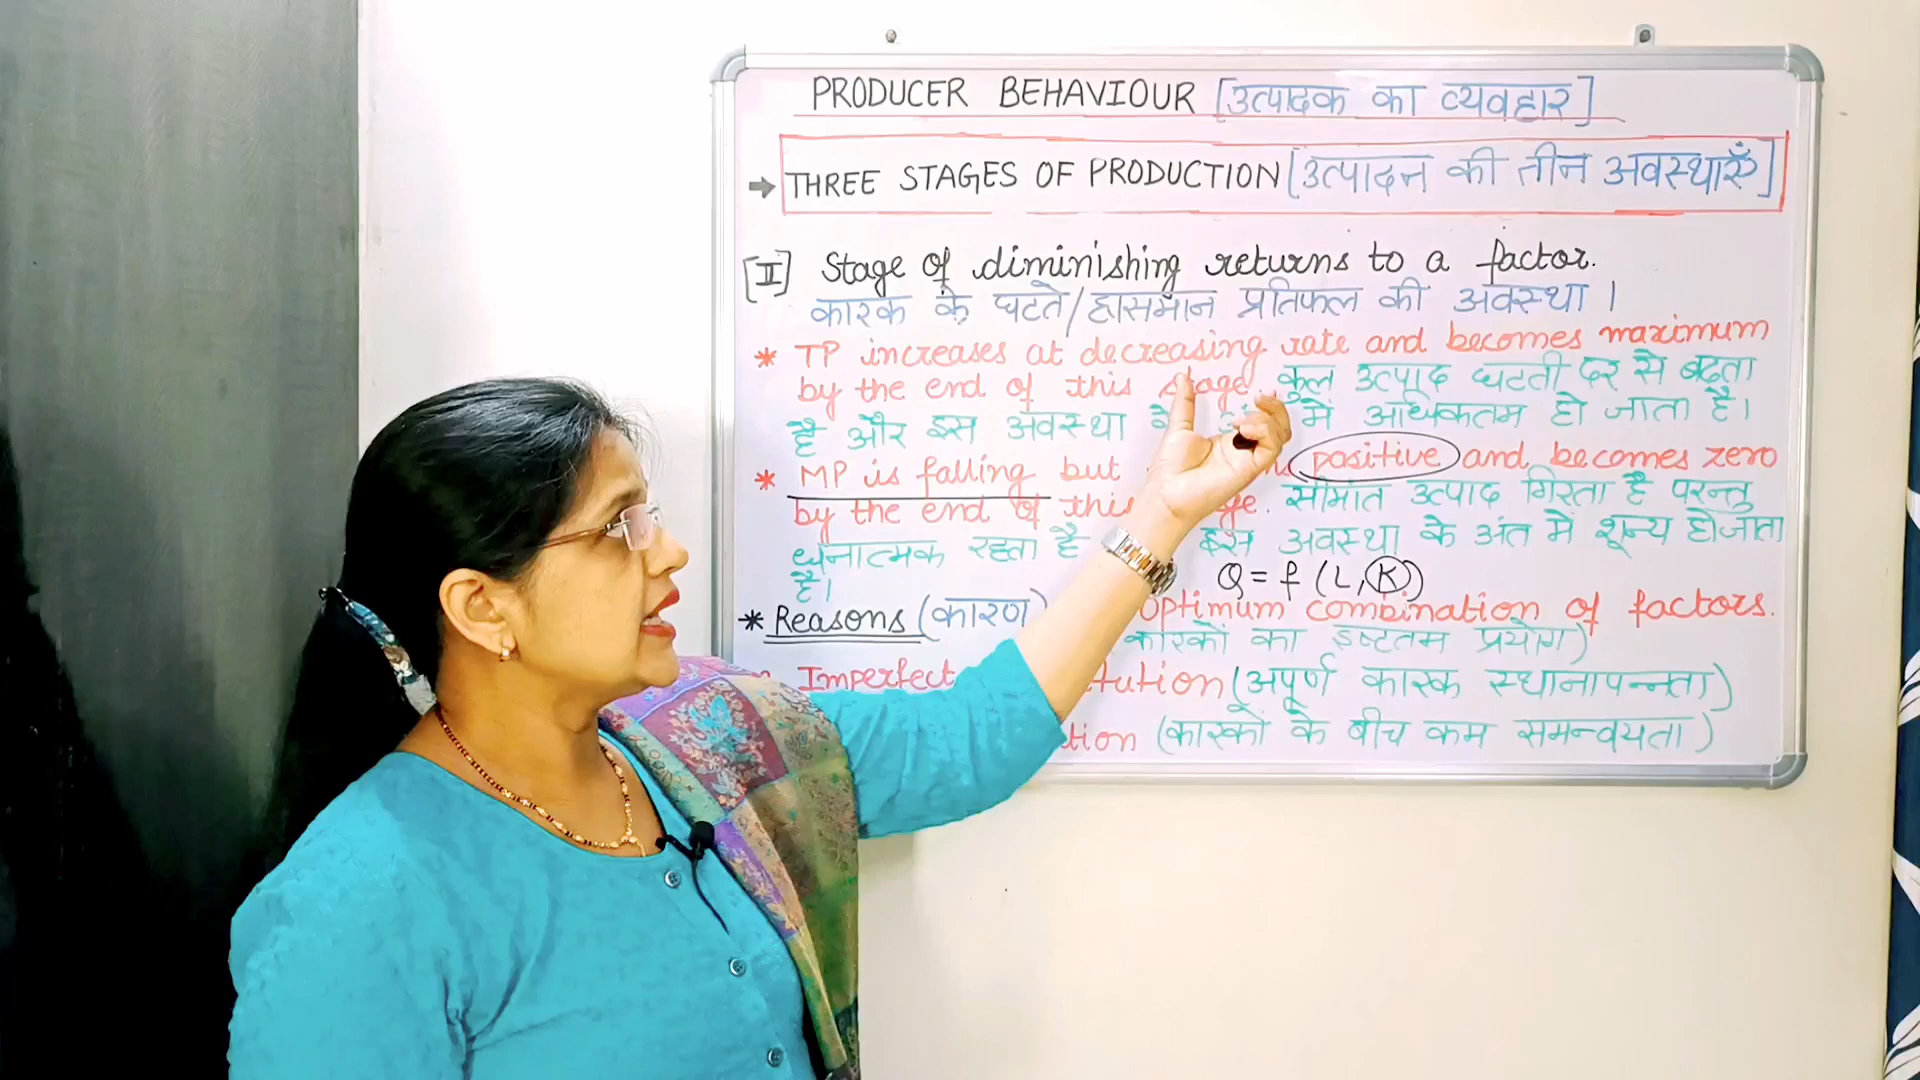 PRODUCER BEHAVIOUR [उत्पादक का व्यवहार]
THREE STAGES OF PRODUCTION [उत्पादन की तीन अवस्थाएँ]
[II] Stage of diminishing returns to a factor.
कारक के घटते/ह्रासमान प्रतिफल की अवस्था ।
* TP increases at decreasing rate and becomes maximum
by the end of this stage. कुल उत्पाद घटती दर से बढ़ता
है और इस अवस्था के में अधिकतम हो जाता है।
* MP is falling but positive and becomes zero
by the end of this सीमांत उत्पाद गिरता है परन्तु
धनात्मक रहता है इस अवस्था के अंत में शून्य हो जाता
है। Q = f (L, K)
* Reasons (कारण) optimum combination of factors.
कारकों का इष्टतम प्रयोग)
Imperfect (अपूर्ण कारक स्थानापन्नता)
(कारकों के बीच कम समन्वयता)